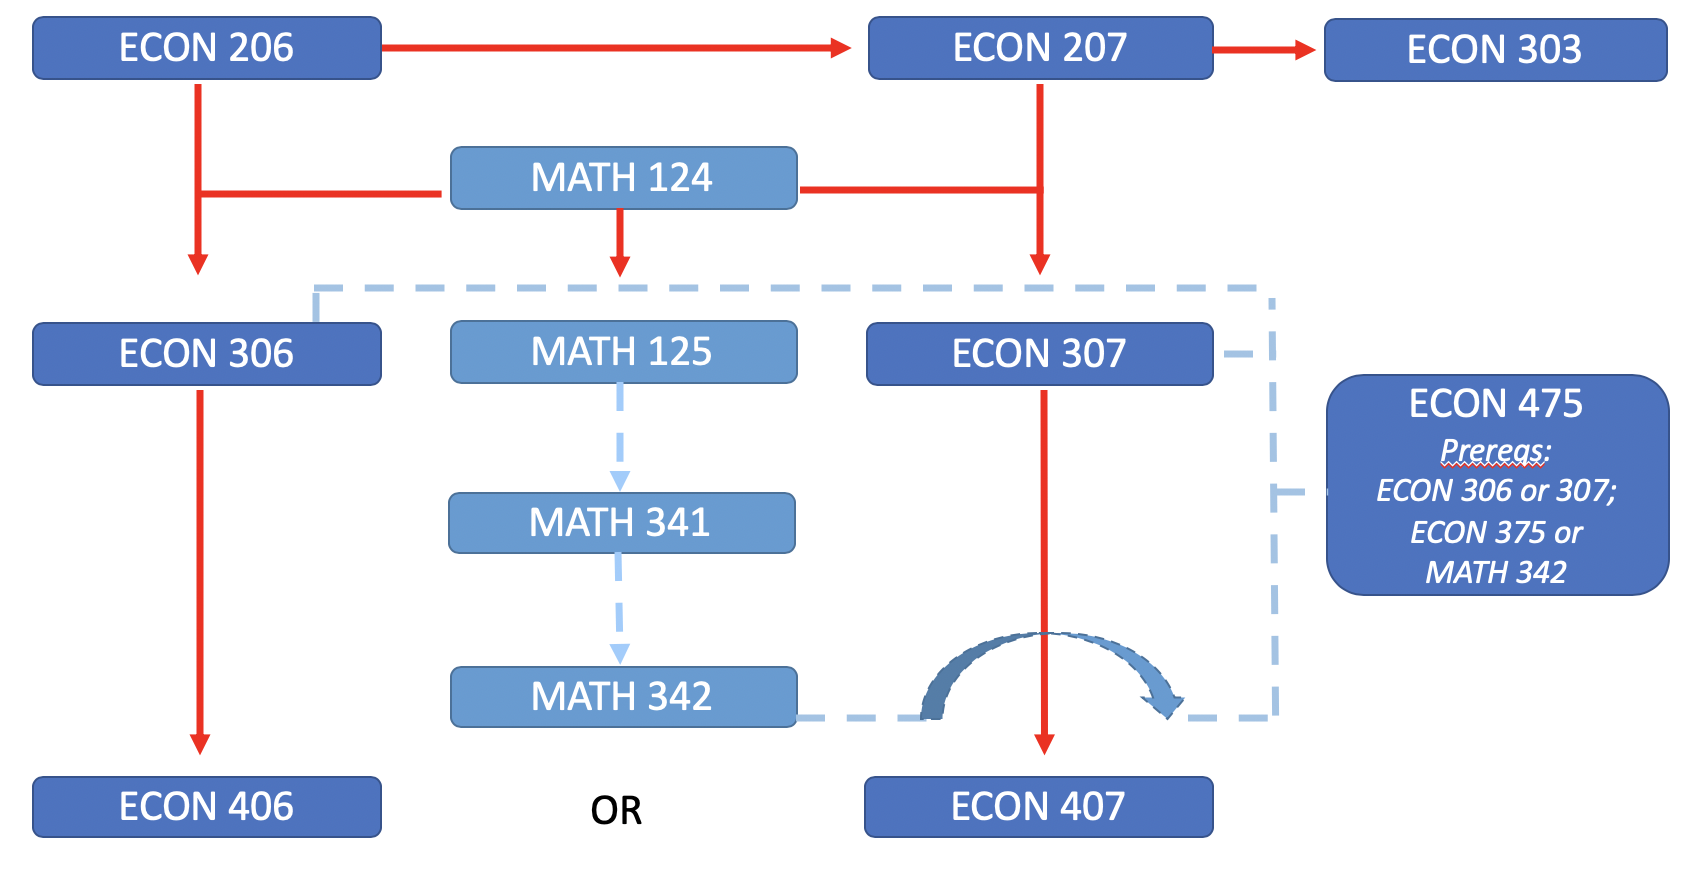 ECON 206
ECON 207
ECON 303
MATH 124
ECON 306
MATH 125
ECON 307
ECON 475
Prereqs:
ECON 306 or 307;
ECON 375 or
MATH 342
MATH 341
MATH 342
ECON 406
OR
ECON 407